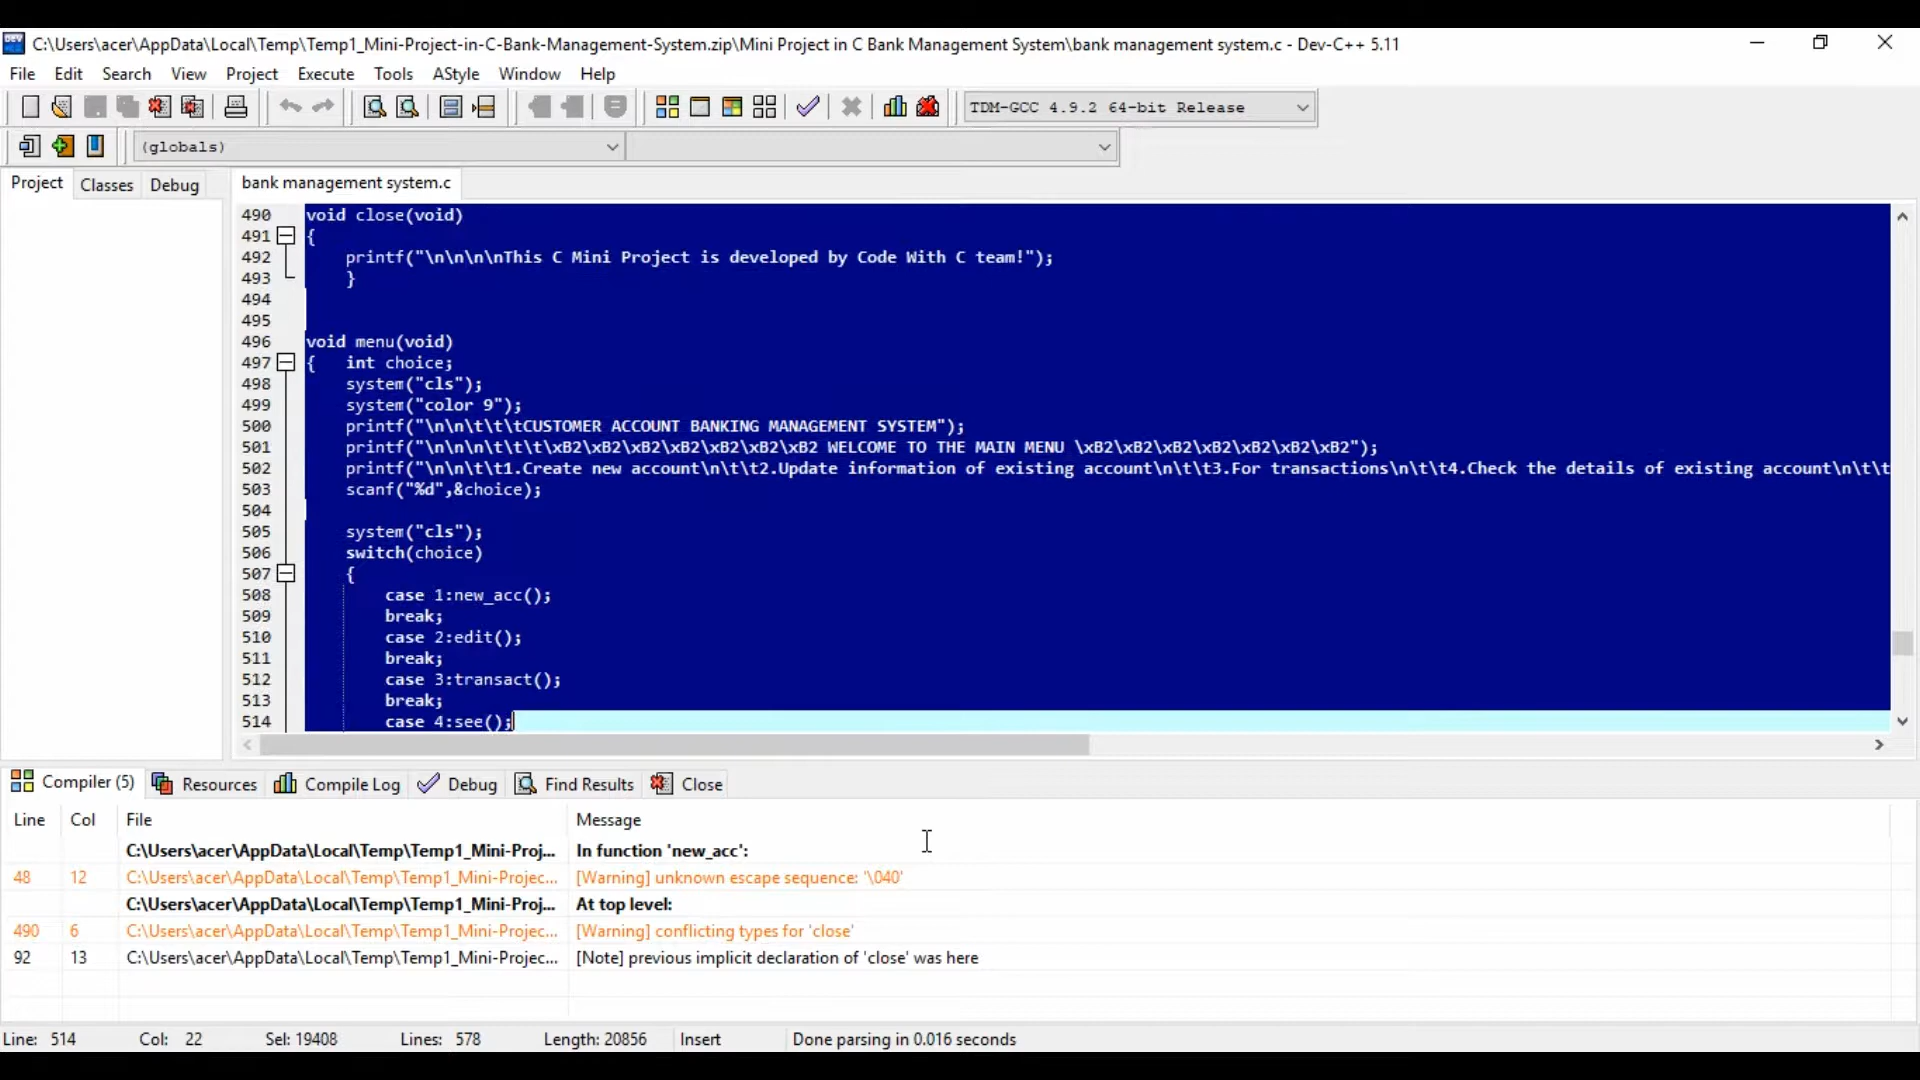 C:\Users\acer\AppData\Local\Temp\Temp1_Mini-Project-in-C-Bank-Management-System.zip\Mini Project in C Bank Management System\bank management system.c - Dev-C++ 5.11
File Edit Search View Project Execute Tools AStyle Window Help
TDM-GCC 4.9.2 64-bit Release
(globals)
Project Classes Debug
bank management system.c
490 void close(void)
491 {
492 printf("\n\n\n\nThis C Mini Project is developed by Code With C team!");
493 }
494
495
496 void menu(void)
497 { int choice;
498 system("cls");
499 system("color 9");
500 printf("\n\n\t\t\tCUSTOMER ACCOUNT BANKING MANAGEMENT SYSTEM");
501 printf("\n\n\n\t\t\t\xB2\xB2\xB2\xB2\xB2\xB2\xB2 WELCOME TO THE MAIN MENU \xB2\xB2\xB2\xB2\xB2\xB2\xB2");
502 printf("\n\n\t\t1.Create new account\n\t\t2.Update information of existing account\n\t\t3.For transactions\n\t\t4.Check the details of existing account\n\t\t
503 scanf("%d",&choice);
504
505 system("cls");
506 switch(choice)
507 {
508 case 1:new_acc();
509 break;
510 case 2:edit();
511 break;
512 case 3:transact();
513 break;
514 case 4:see();
Compiler (5) Resources Compile Log Debug Find Results Close
Line Col File Message
C:\Users\acer\AppData\Local\Temp\Temp1_Mini-Proj... In function 'new_acc':
48 12 C:\Users\acer\AppData\Local\Temp\Temp1_Mini-Projec... [Warning] unknown escape sequence: '\040'
C:\Users\acer\AppData\Local\Temp\Temp1_Mini-Proj... At top level:
490 6 C:\Users\acer\AppData\Local\Temp\Temp1_Mini-Projec... [Warning] conflicting types for 'close'
92 13 C:\Users\acer\AppData\Local\Temp\Temp1_Mini-Projec... [Note] previous implicit declaration of 'close' was here
Line: 514 Col: 22 Sel: 19408 Lines: 578 Length: 20856 Insert Done parsing in 0.016 seconds